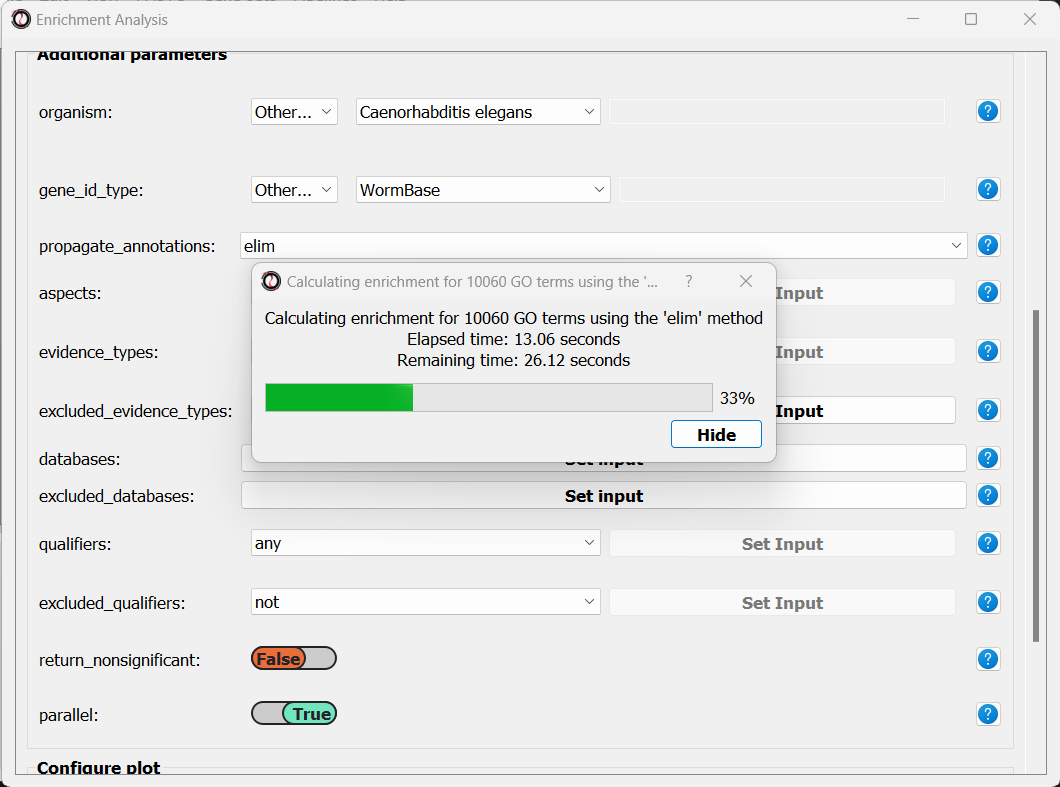 Enrichment Analysis
Additional parameters
organism: Other... Caenorhabditis elegans ?
gene_id_type: Other... WormBase ?
propagate_annotations: elim ?
Calculating enrichment for 10060 GO terms using the '... ?
aspects: Input ?
Calculating enrichment for 10060 GO terms using the 'elim' method
Elapsed time: 13.06 seconds
evidence_types: Input ?
Remaining time: 26.12 seconds
33%
excluded_evidence_types: Input ?
Hide
databases: Set input ?
excluded_databases: Set input ?
qualifiers: any Set Input ?
excluded_qualifiers: not Set Input ?
return_nonsignificant: False ?
parallel: True ?
Configure plot